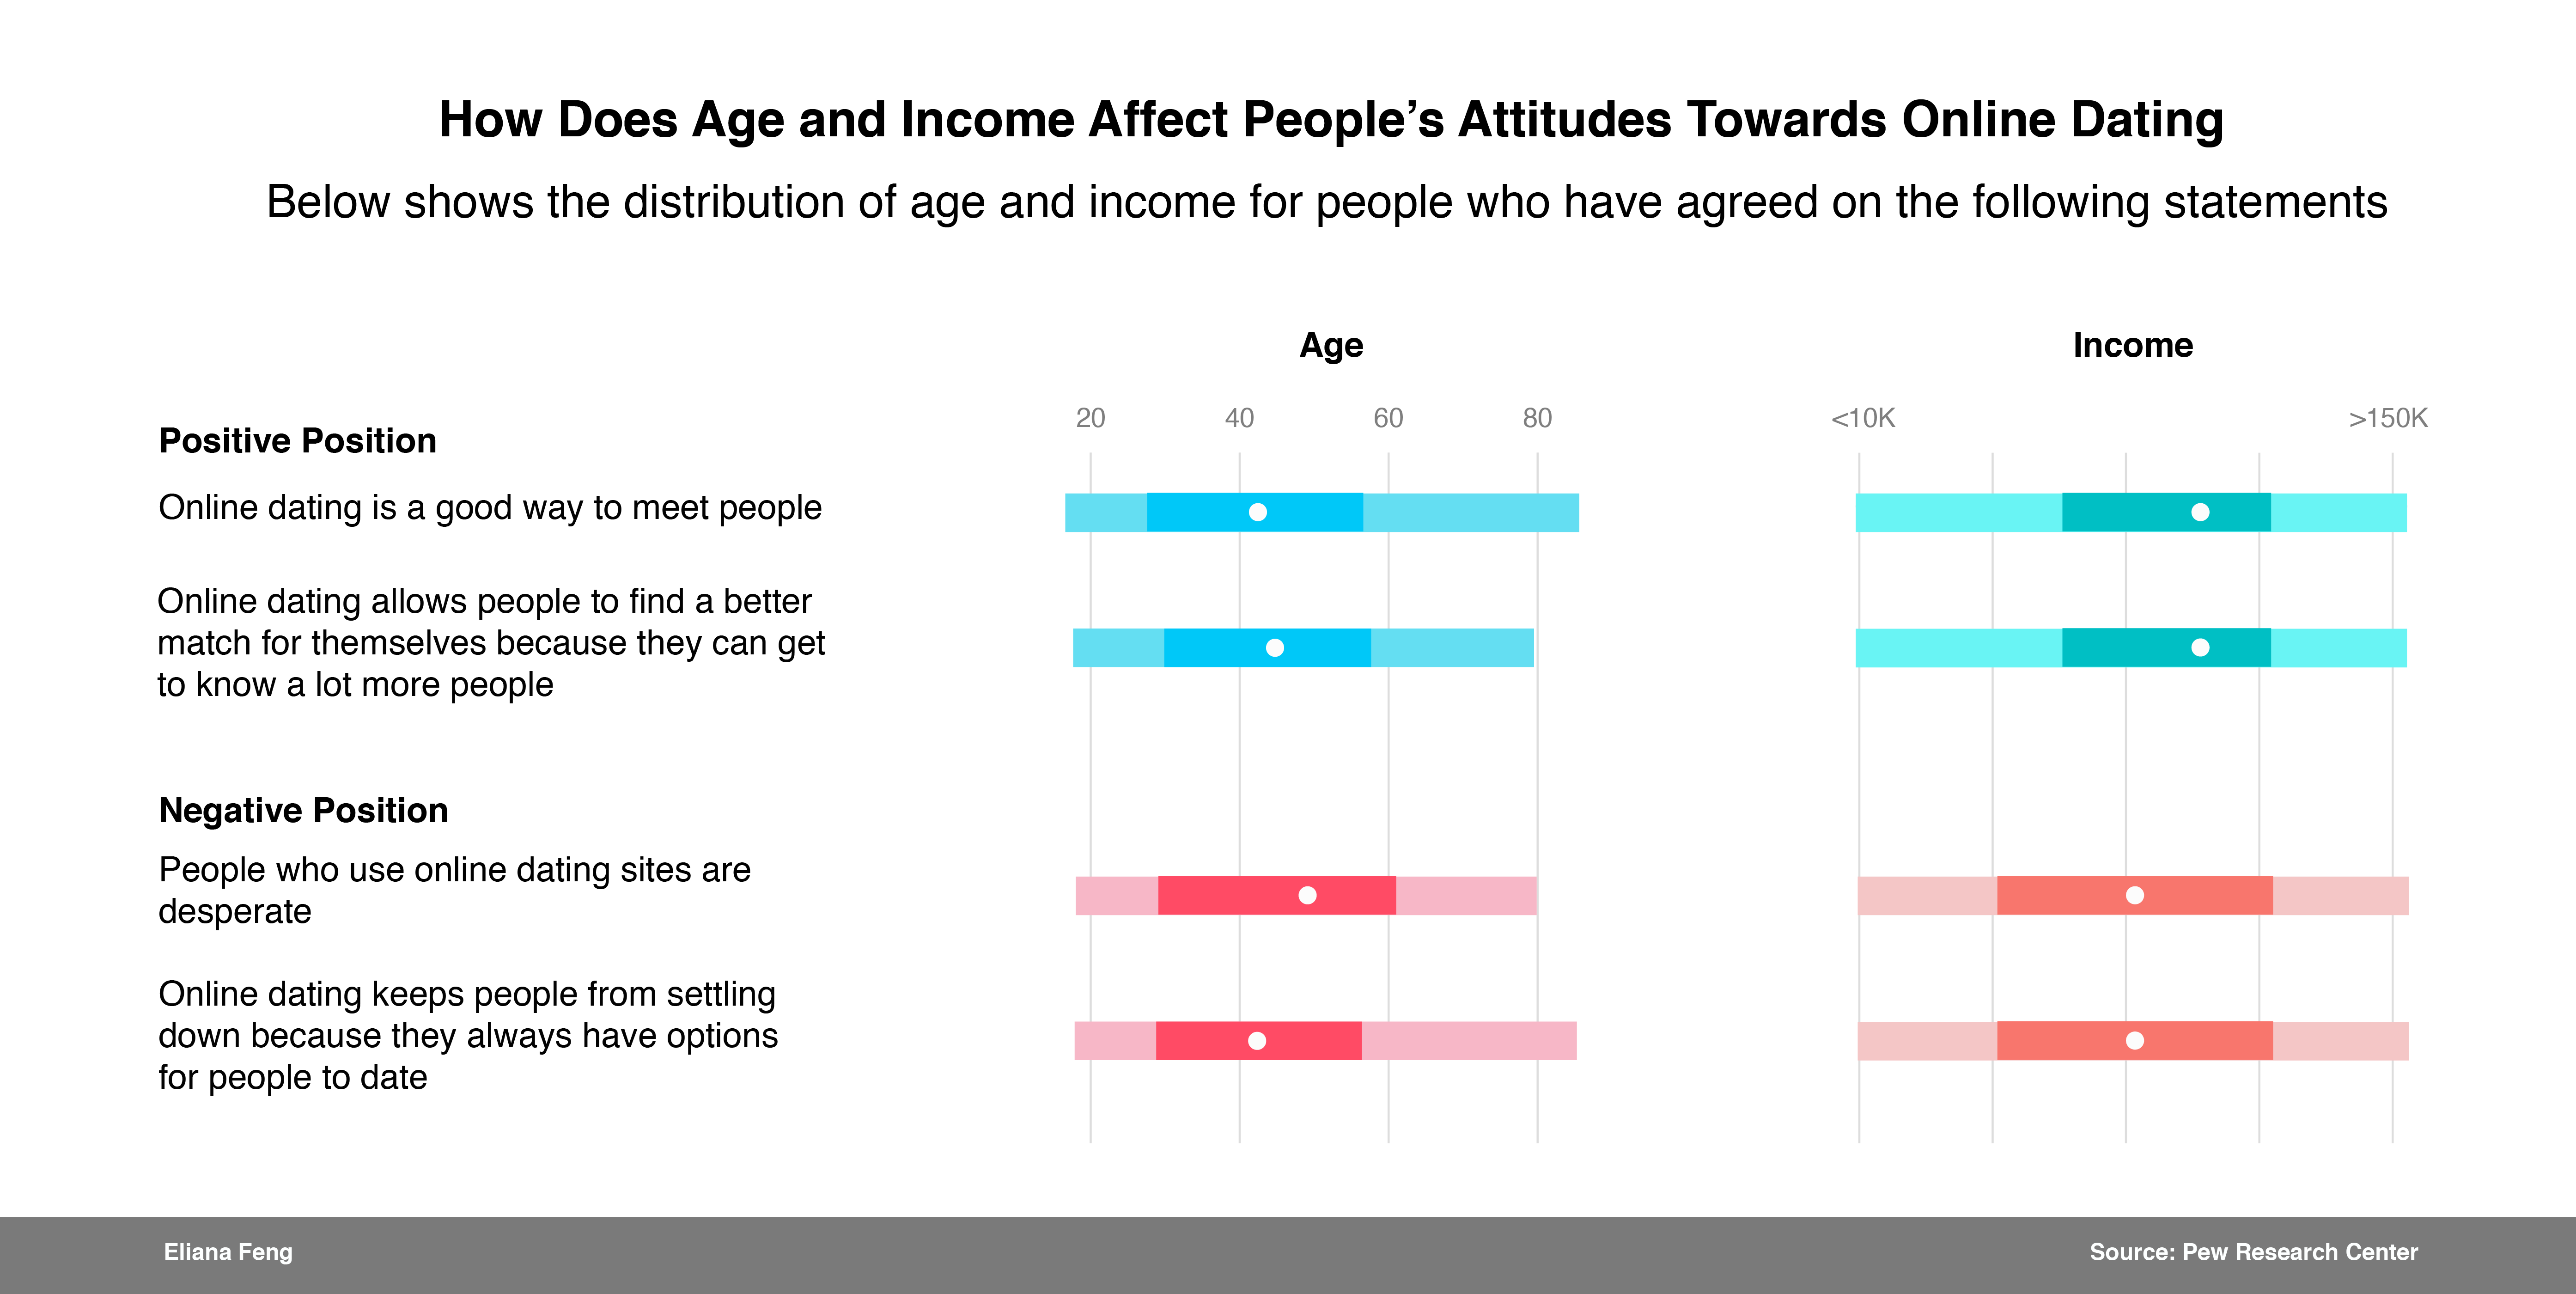 How Does Age and Income Affect People’s Attitudes Towards Online Dating
Below shows the distribution of age and income for people who have agreed on the following statements
Age
Income
20 40 60 80
<10K >150K
Positive Position
Online dating is a good way to meet people
Online dating allows people to find a better
match for themselves because they can get
to know a lot more people
Negative Position
People who use online dating sites are
desperate
Online dating keeps people from settling
down because they always have options
for people to date
Eliana Feng
Source: Pew Research Center